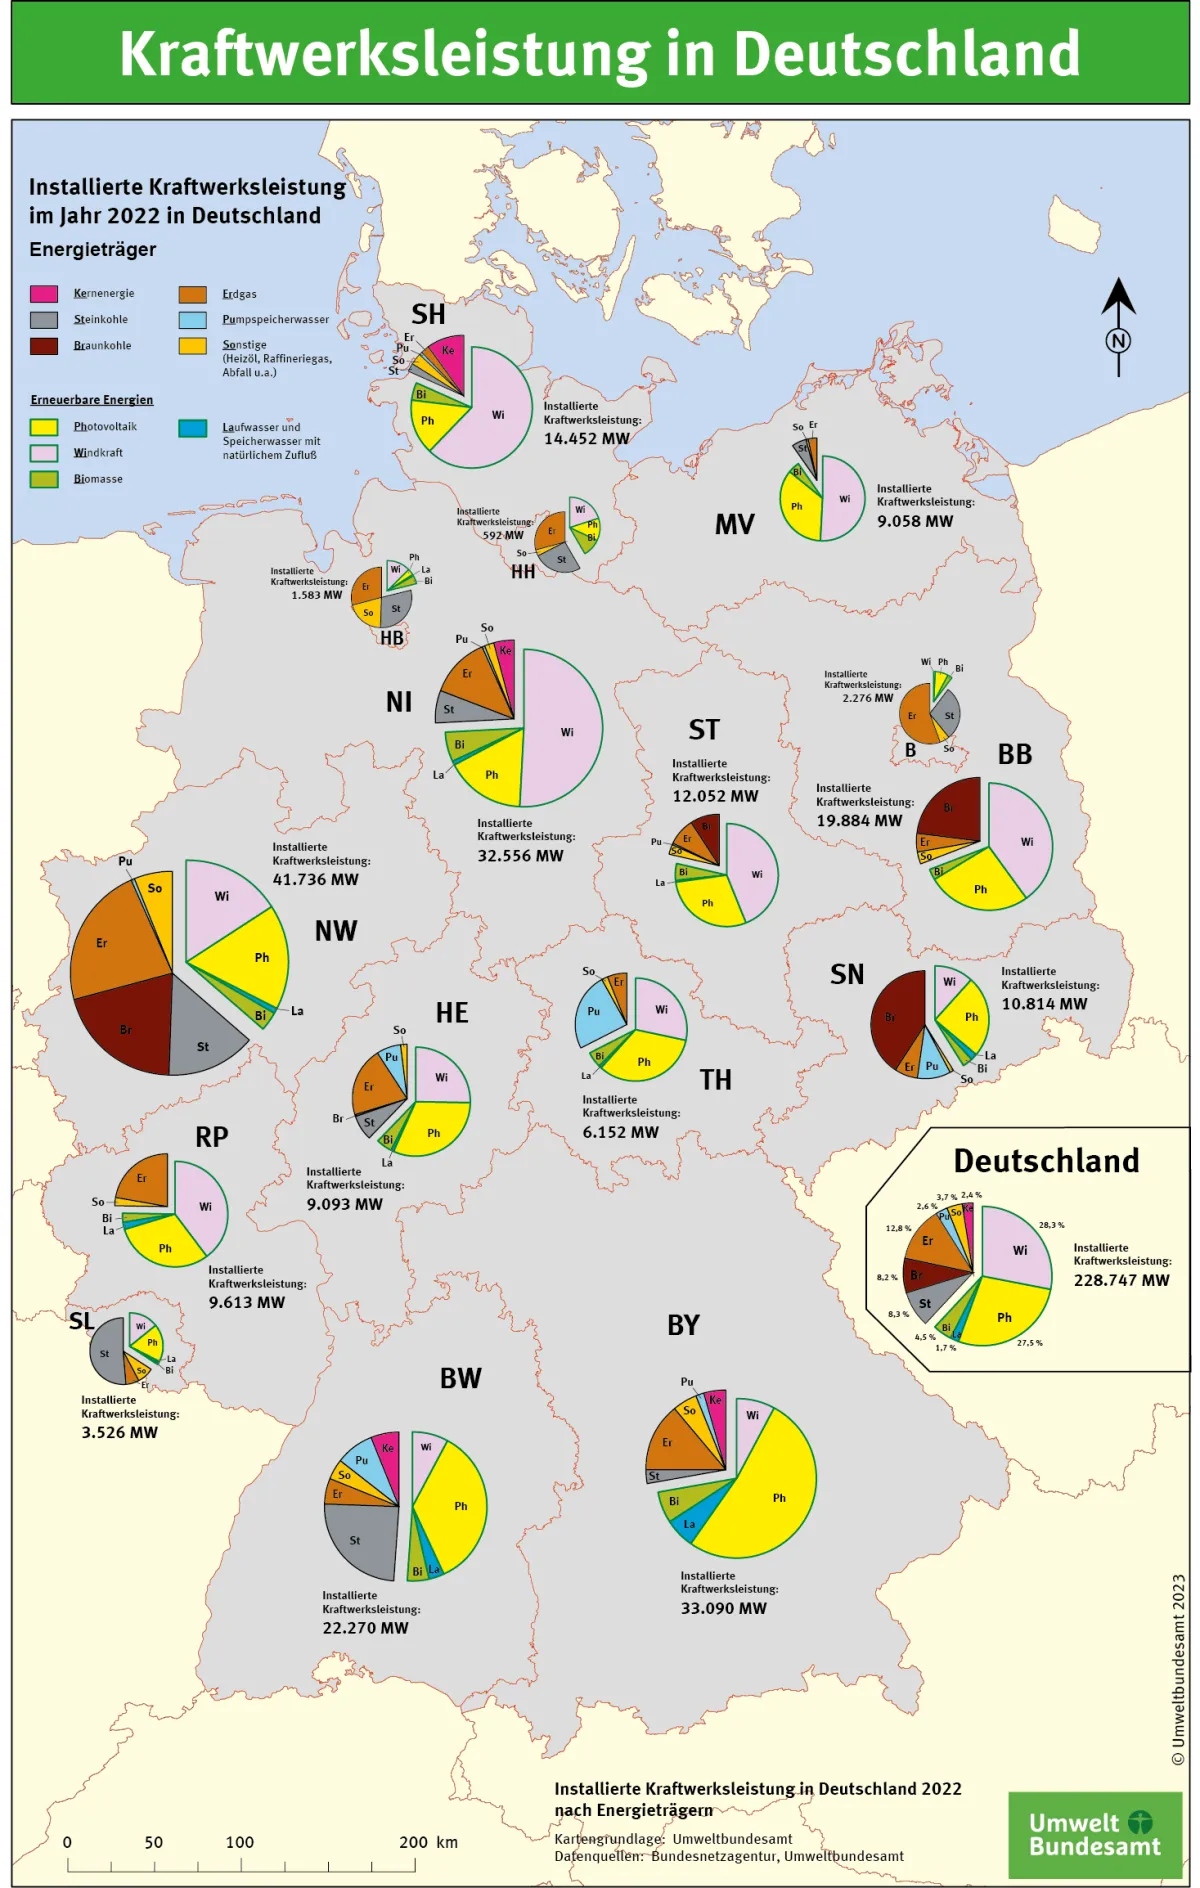 Kraftwerksleistung in Deutschland
Installierte Kraftwerksleistung
im Jahr 2022 in Deutschland
Energieträger
Kernenergie
Erdgas
Steinkohle
Pumpspeicherwasser
Braunkohle
Sonstige
(Heizöl, Raffineriegas,
Abfall u.a.)
Erneuerbare Energien
Photovoltaik
Laufwasser und
Speicherwasser mit
natürlichem Zufluß
Windkraft
Biomasse
N
SH
Er
Pu
So
St
Ke
Bi
Ph
Wi
Installierte
Kraftwerksleistung:
14.452 MW
MV
So
Er
St
Bi
Ph
Wi
Installierte
Kraftwerksleistung:
9.058 MW
Installierte
Kraftwerksleistung:
592 MW
Wi
Ph
Bi
Er
So
St
HH
Installierte
Kraftwerksleistung:
1.583 MW
Wi
Ph
La
Bi
Er
So
St
HB
NI
Pu
So
Ke
Er
St
Bi
La
Ph
Wi
Installierte
Kraftwerksleistung:
32.556 MW
Installierte
Kraftwerksleistung:
2.276 MW
Wi
Ph
Bi
Er
St
So
B
BB
Installierte
Kraftwerksleistung:
19.884 MW
Br
Er
So
Bi
Ph
Wi
ST
Installierte
Kraftwerksleistung:
12.052 MW
Br
Er
Pu
So
Bi
La
Ph
Wi
Installierte
Kraftwerksleistung:
41.736 MW
NW
Pu
So
Er
Br
St
Wi
Ph
La
Bi
SN
Installierte
Kraftwerksleistung:
10.814 MW
Br
Er
Pu
So
Wi
Ph
La
Bi
HE
So
Pu
Er
Br
St
Bi
La
Ph
Wi
Installierte
Kraftwerksleistung:
9.093 MW
TH
So
Er
Pu
Bi
La
Ph
Wi
Installierte
Kraftwerksleistung:
6.152 MW
RP
Er
So
Bi
La
Ph
Wi
Installierte
Kraftwerksleistung:
9.613 MW
Deutschland
3,7 %
2,4 %
2,6 %
12,8 %
8,2 %
8,3 %
4,5 %
1,7 %
27,5 %
28,3 %
Pu
So
Ke
Er
Br
St
Bi
La
Ph
Wi
Installierte
Kraftwerksleistung:
228.747 MW
SL
St
Er
So
Wi
Ph
La
Bi
Installierte
Kraftwerksleistung:
3.526 MW
BW
Ke
Pu
So
Er
St
Bi
La
Ph
Wi
Installierte
Kraftwerksleistung:
22.270 MW
BY
Pu
Ke
So
Er
St
Bi
La
Ph
Wi
Installierte
Kraftwerksleistung:
33.090 MW
© Umweltbundesamt 2023
Installierte Kraftwerksleistung in Deutschland 2022
nach Energieträgern
Kartengrundlage: Umweltbundesamt
Datenquellen: Bundesnetzagentur, Umweltbundesamt
0 50 100 200 km
Umwelt
Bundesamt